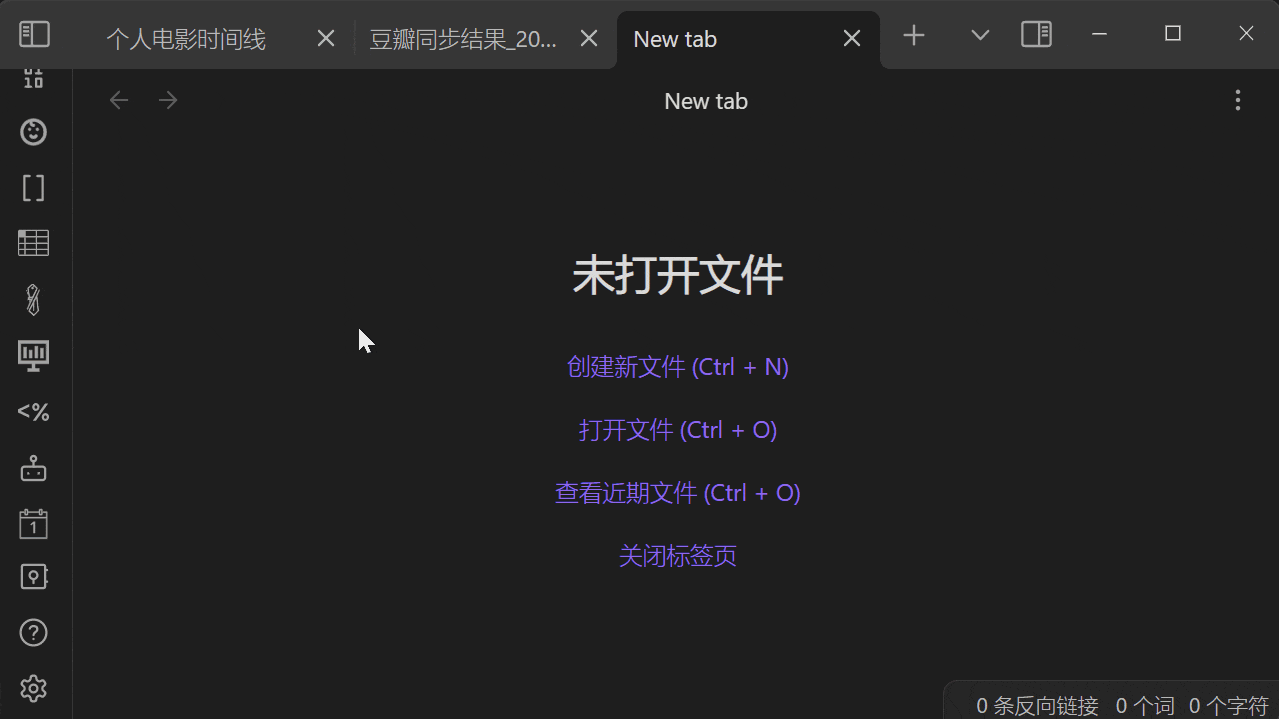 个人电影时间线
豆瓣同步结果_20...
New tab
New tab
未打开文件
创建新文件 (Ctrl + N)
打开文件 (Ctrl + O)
查看近期文件 (Ctrl + O)
关闭标签页
<%
1
0 条反向链接 0 个词 0 个字符